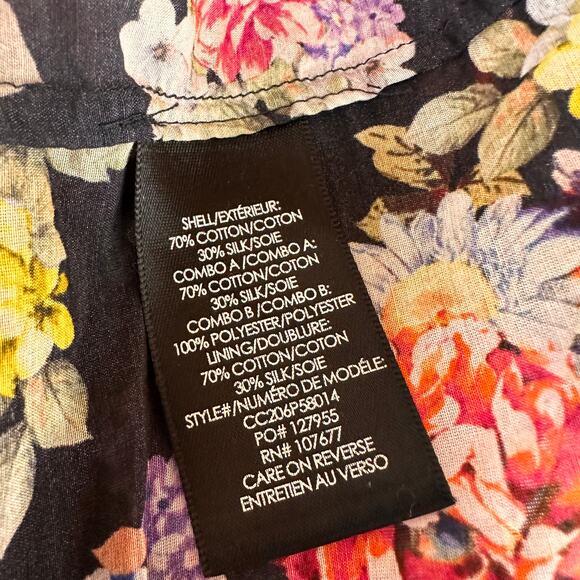 SHELL/EXTÉRIEUR:
70% COTTON/COTON
30% SILK/SOIE
COMBO A /COMBO A:
70% COTTON/COTON
30% SILK/SOIE
COMBO B /COMBO B:
100% POLYESTER/POLYESTER
LINING/DOUBLURE:
70% COTTON/COTON
30% SILK/SOIE
STYLE#/NUMÉRO DE MODÈLE:
CC206P58014
PO# 127955
RN# 107677
CARE ON REVERSE
ENTRETIEN AU VERSO